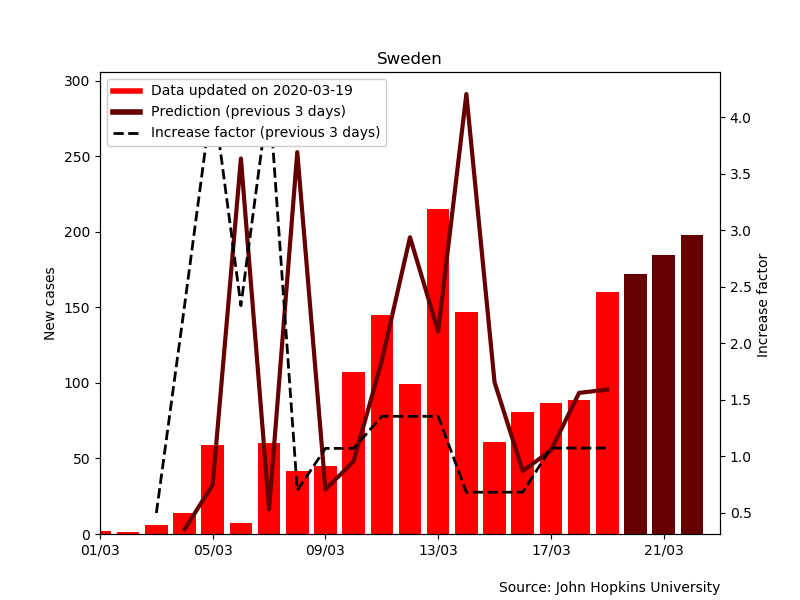 Sweden
Data updated on 2020-03-19
Prediction (previous 3 days)
Increase factor (previous 3 days)
New cases
300
250
200
150
100
50
0
4.0
3.5
3.0
2.5
2.0
1.5
1.0
0.5
Increase factor
01/03 05/03 09/03 13/03 17/03 21/03
Source: John Hopkins University